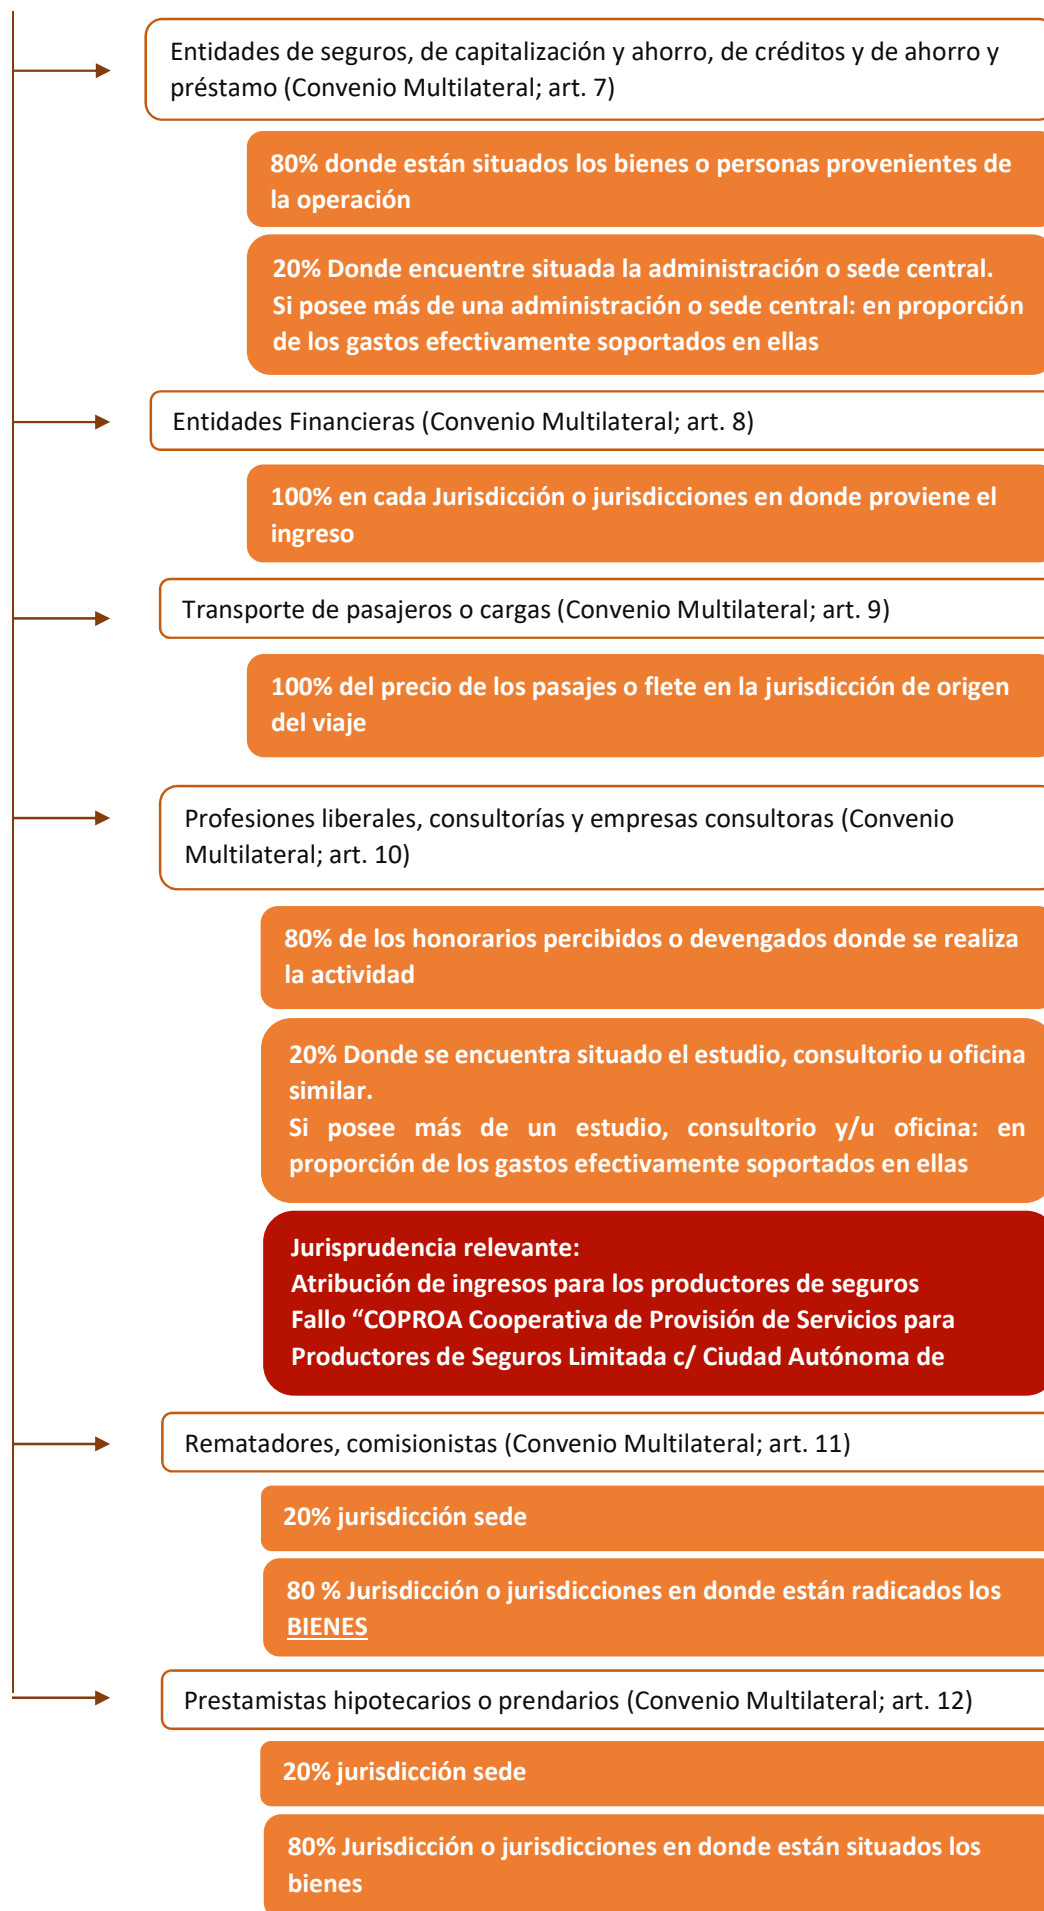 Entidades de seguros, de capitalización y ahorro, de créditos y de ahorro y
préstamo (Convenio Multilateral; art. 7)
80% donde están situados los bienes o personas provenientes de
la operación
20% Donde encuentre situada la administración o sede central.
Si posee más de una administración o sede central: en proporción
de los gastos efectivamente soportados en ellas
Entidades Financieras (Convenio Multilateral; art. 8)
100% en cada Jurisdicción o jurisdicciones en donde proviene el
ingreso
Transporte de pasajeros o cargas (Convenio Multilateral; art. 9)
100% del precio de los pasajes o flete en la jurisdicción de origen
del viaje
Profesiones liberales, consultorías y empresas consultoras (Convenio
Multilateral; art. 10)
80% de los honorarios percibidos o devengados donde se realiza
la actividad
20% Donde se encuentra situado el estudio, consultorio u oficina
similar.
Si posee más de un estudio, consultorio y/u oficina: en
proporción de los gastos efectivamente soportados en ellas
Jurisprudencia relevante:
Atribución de ingresos para los productores de seguros
Fallo “COPROA Cooperativa de Provisión de Servicios para
Productores de Seguros Limitada c/ Ciudad Autónoma de
Rematadores, comisionistas (Convenio Multilateral; art. 11)
20% jurisdicción sede
80 % Jurisdicción o jurisdicciones en donde están radicados los
BIENES
Prestamistas hipotecarios o prendarios (Convenio Multilateral; art. 12)
20% jurisdicción sede
80% Jurisdicción o jurisdicciones en donde están situados los
bienes